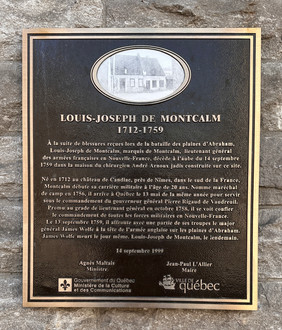 LOUIS-JOSEPH DE MONTCALM
1712-1759
À la suite de blessures reçues lors de la bataille des plaines d'Abraham,
Louis-Joseph de Montcalm, marquis de Montcalm, lieutenant général
des armées françaises en Nouvelle-France, décède à l'aube du 14 septembre
1759 dans la maison du chirurgien André Arnoux jadis construite sur ce site.
Né en 1712 au château de Candiac, près de Nîmes, dans le sud de la France,
Montcalm débute sa carrière militaire à l'âge de 20 ans. Nommé maréchal
de camp en 1756, il arrive à Québec le 13 mai de la même année pour servir
sous le commandement du gouverneur général Pierre Rigaud de Vaudreuil.
Promu au grade de lieutenant général en octobre 1758, il se voit confier
le commandement de toutes les forces militaires en Nouvelle-France.
Le 13 septembre 1759, il affronte avec une partie de ses troupes le major
général James Wolfe à la tête de l'armée anglaise sur les plaines d'Abraham.
James Wolfe meurt le jour même, Louis-Joseph de Montcalm, le lendemain.
14 septembre 1999
Agnès Maltais
Ministre
Jean-Paul L'Allier
Maire
Gouvernement du Québec
Ministère de la Culture
et des Communications
VILLE DE
québec